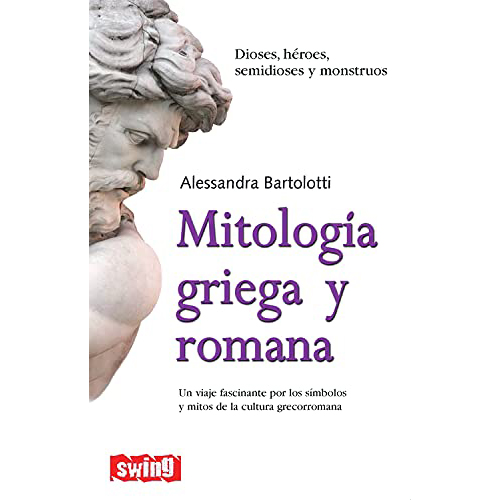 Dioses, héroes,
semidioses y monstruos
Alessandra Bartolotti
Mitología
griega y
romana
Un viaje fascinante por los símbolos
y mitos de la cultura grecorromana
swing